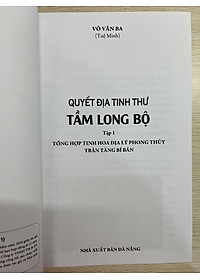 VÕ VĂN BA
(Tuệ Minh)
QUYẾT ĐỊA TINH THƯ
TẦM LONG BỘ
Tập 1
TỔNG HỢP TINH HOA ĐỊA LÝ PHONG THỦY
TRÂN TÀNG BÍ BẢN
NHÀ XUẤT BẢN ĐÀ NẴNG